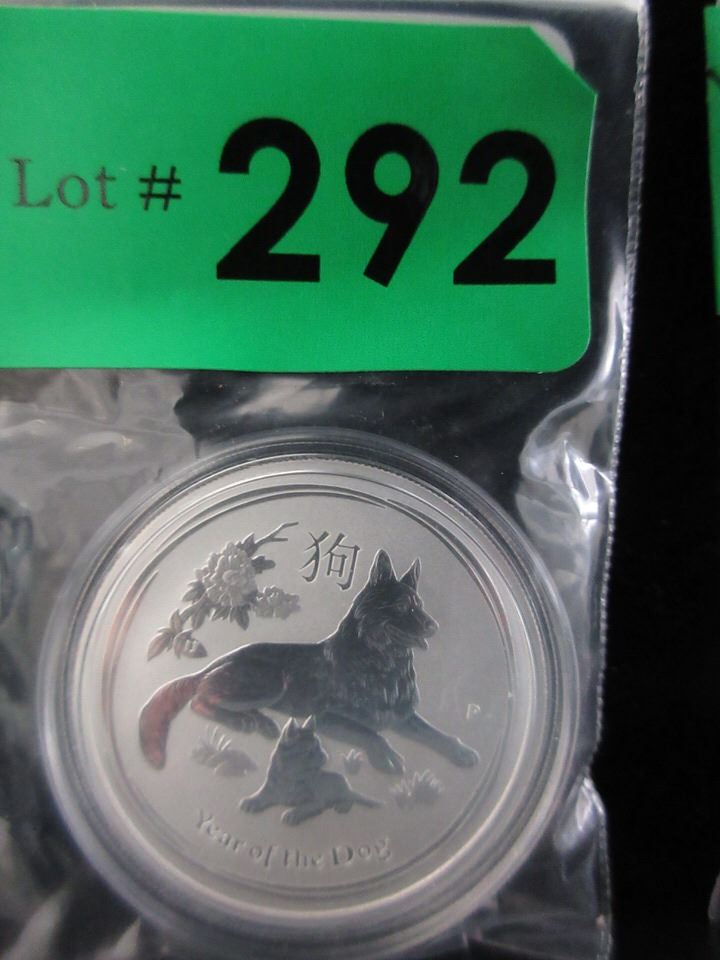 Lot # 292
狗
P
Year of the Dog